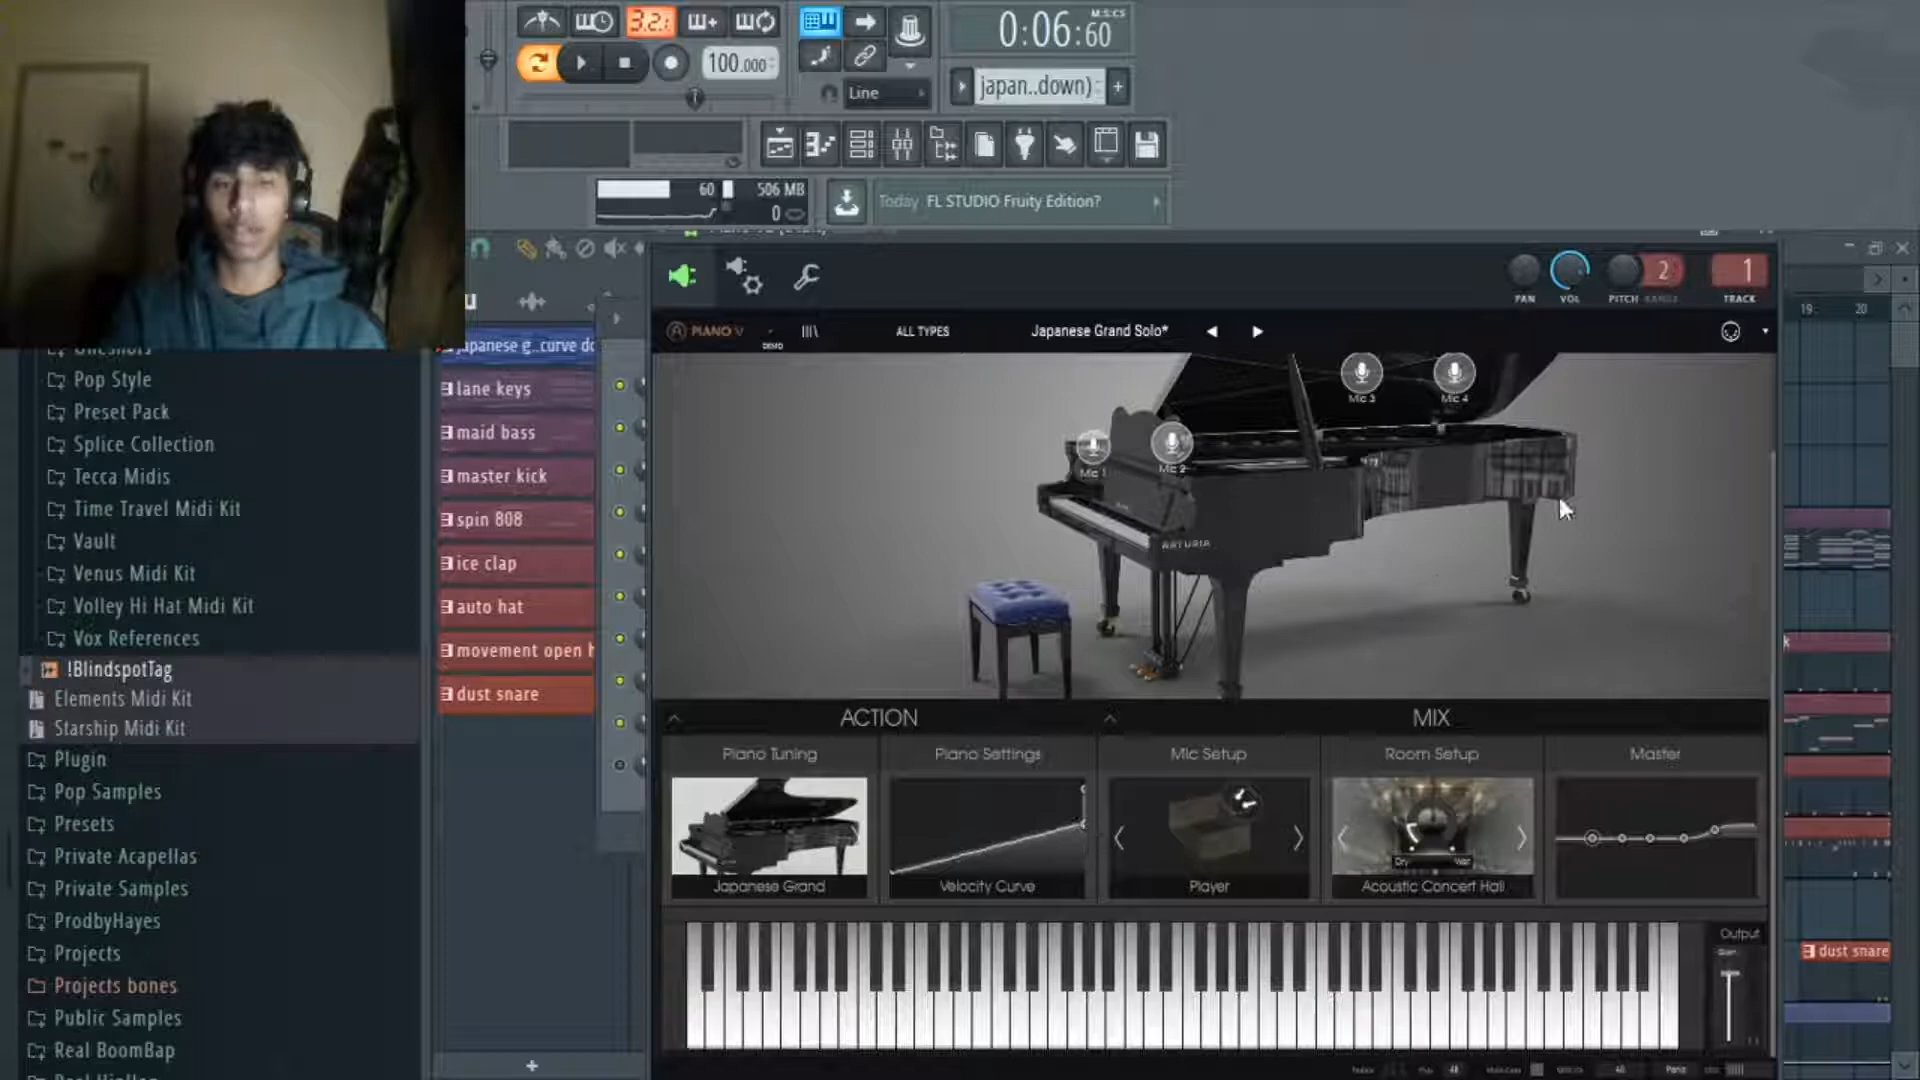 3.2:
100.000
Line
0:06:60
M:S:CS
japan..down)
60
506 MB
0
Today FL STUDIO Fruity Edition?
Pop Style
Preset Pack
Splice Collection
Tecca Midis
Time Travel Midi Kit
Vault
Venus Midi Kit
Volley Hi Hat Midi Kit
Vox References
!BlindspotTag
Elements Midi Kit
Starship Midi Kit
Plugin
Pop Samples
Presets
Private Acapellas
Private Samples
ProdbyHayes
Projects
Projects bones
Public Samples
Real BoomBap
japanese g..curve do
lane keys
maid bass
master kick
spin 808
ice clap
auto hat
movement open h
dust snare
PAN
VOL
PITCH
RANGE
2
1
TRACK
PIANO V
DEMO
ALL TYPES
Japanese Grand Solo*
Mic 3
Mic 4
Mic 1
Mic 2
ARTURIA
ACTION
MIX
Piano Tuning
Piano Settings
Mic Setup
Room Setup
Master
Dry
Wet
Japanese Grand
Velocity Curve
Player
Acoustic Concert Hall
Output
19
20
dust snare